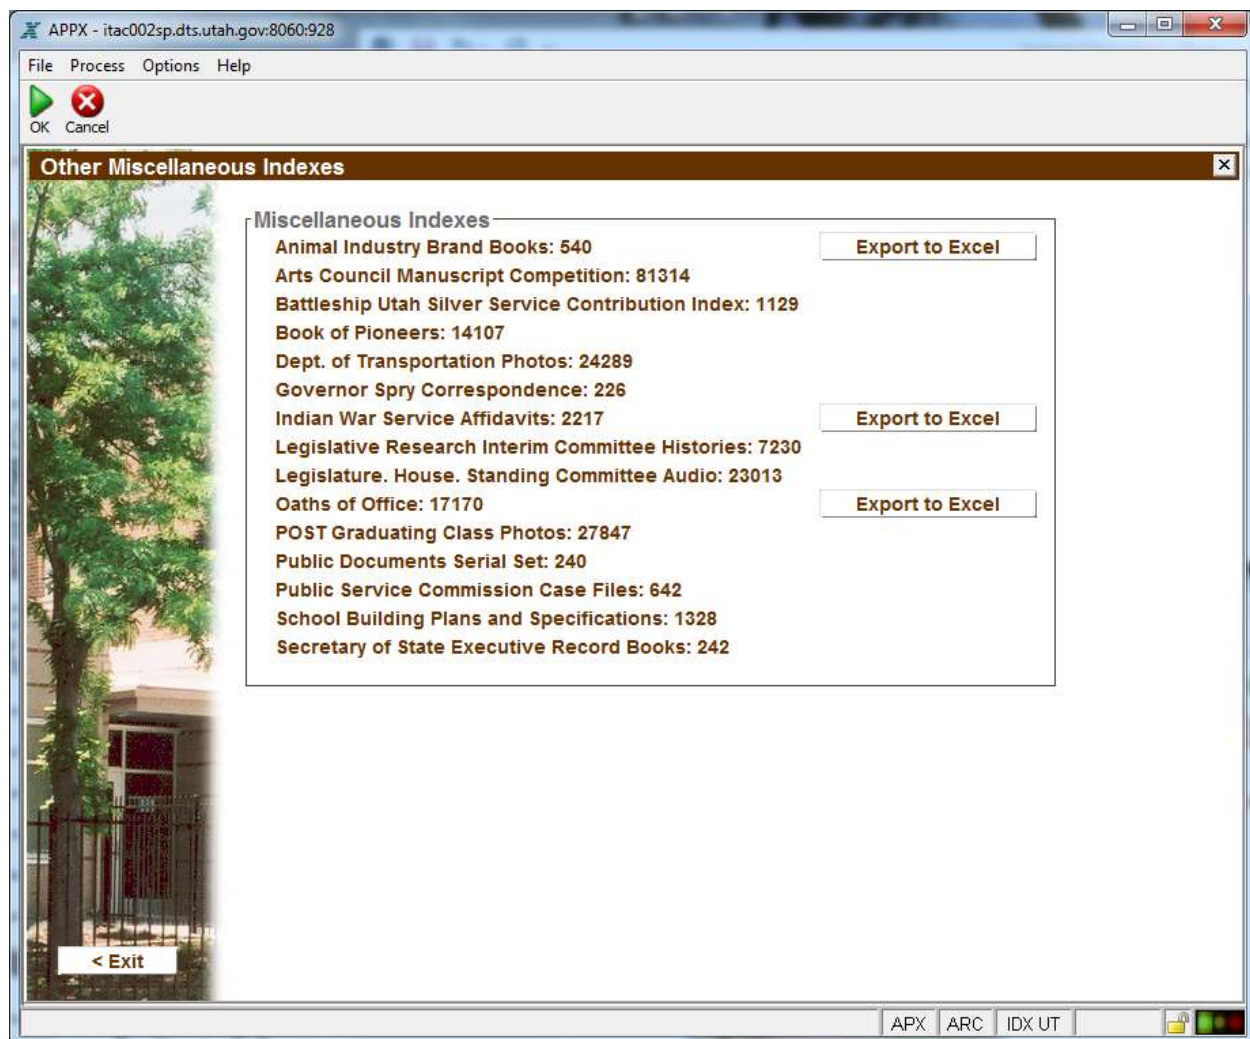 APPX - itac002sp.dts.utah.gov:8060:928
File Process Options Help
OK Cancel
Other Miscellaneous Indexes
Miscellaneous Indexes
Animal Industry Brand Books: 540 Export to Excel
Arts Council Manuscript Competition: 81314
Battleship Utah Silver Service Contribution Index: 1129
Book of Pioneers: 14107
Dept. of Transportation Photos: 24289
Governor Spry Correspondence: 226
Indian War Service Affidavits: 2217 Export to Excel
Legislative Research Interim Committee Histories: 7230
Legislature. House. Standing Committee Audio: 23013
Oaths of Office: 17170 Export to Excel
POST Graduating Class Photos: 27847
Public Documents Serial Set: 240
Public Service Commission Case Files: 642
School Building Plans and Specifications: 1328
Secretary of State Executive Record Books: 242
< Exit
APX ARC IDX UT